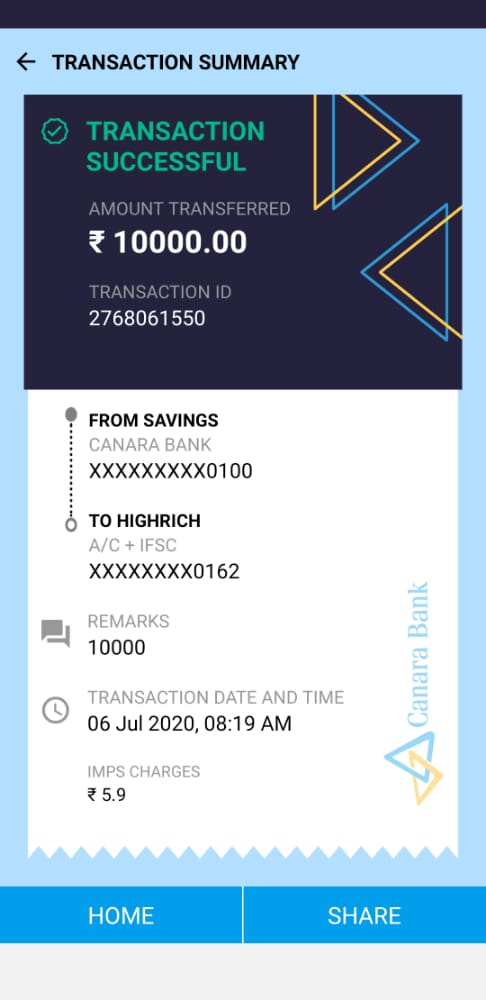 TRANSACTION SUMMARY
TRANSACTION
SUCCESSFUL
AMOUNT TRANSFERRED
₹ 10000.00
TRANSACTION ID
2768061550
FROM SAVINGS
CANARA BANK
XXXXXXXXX0100
TO HIGHRICH
A/C + IFSC
XXXXXXXX0162
REMARKS
10000
TRANSACTION DATE AND TIME
06 Jul 2020, 08:19 AM
IMPS CHARGES
₹ 5.9
Canara Bank
HOME
SHARE